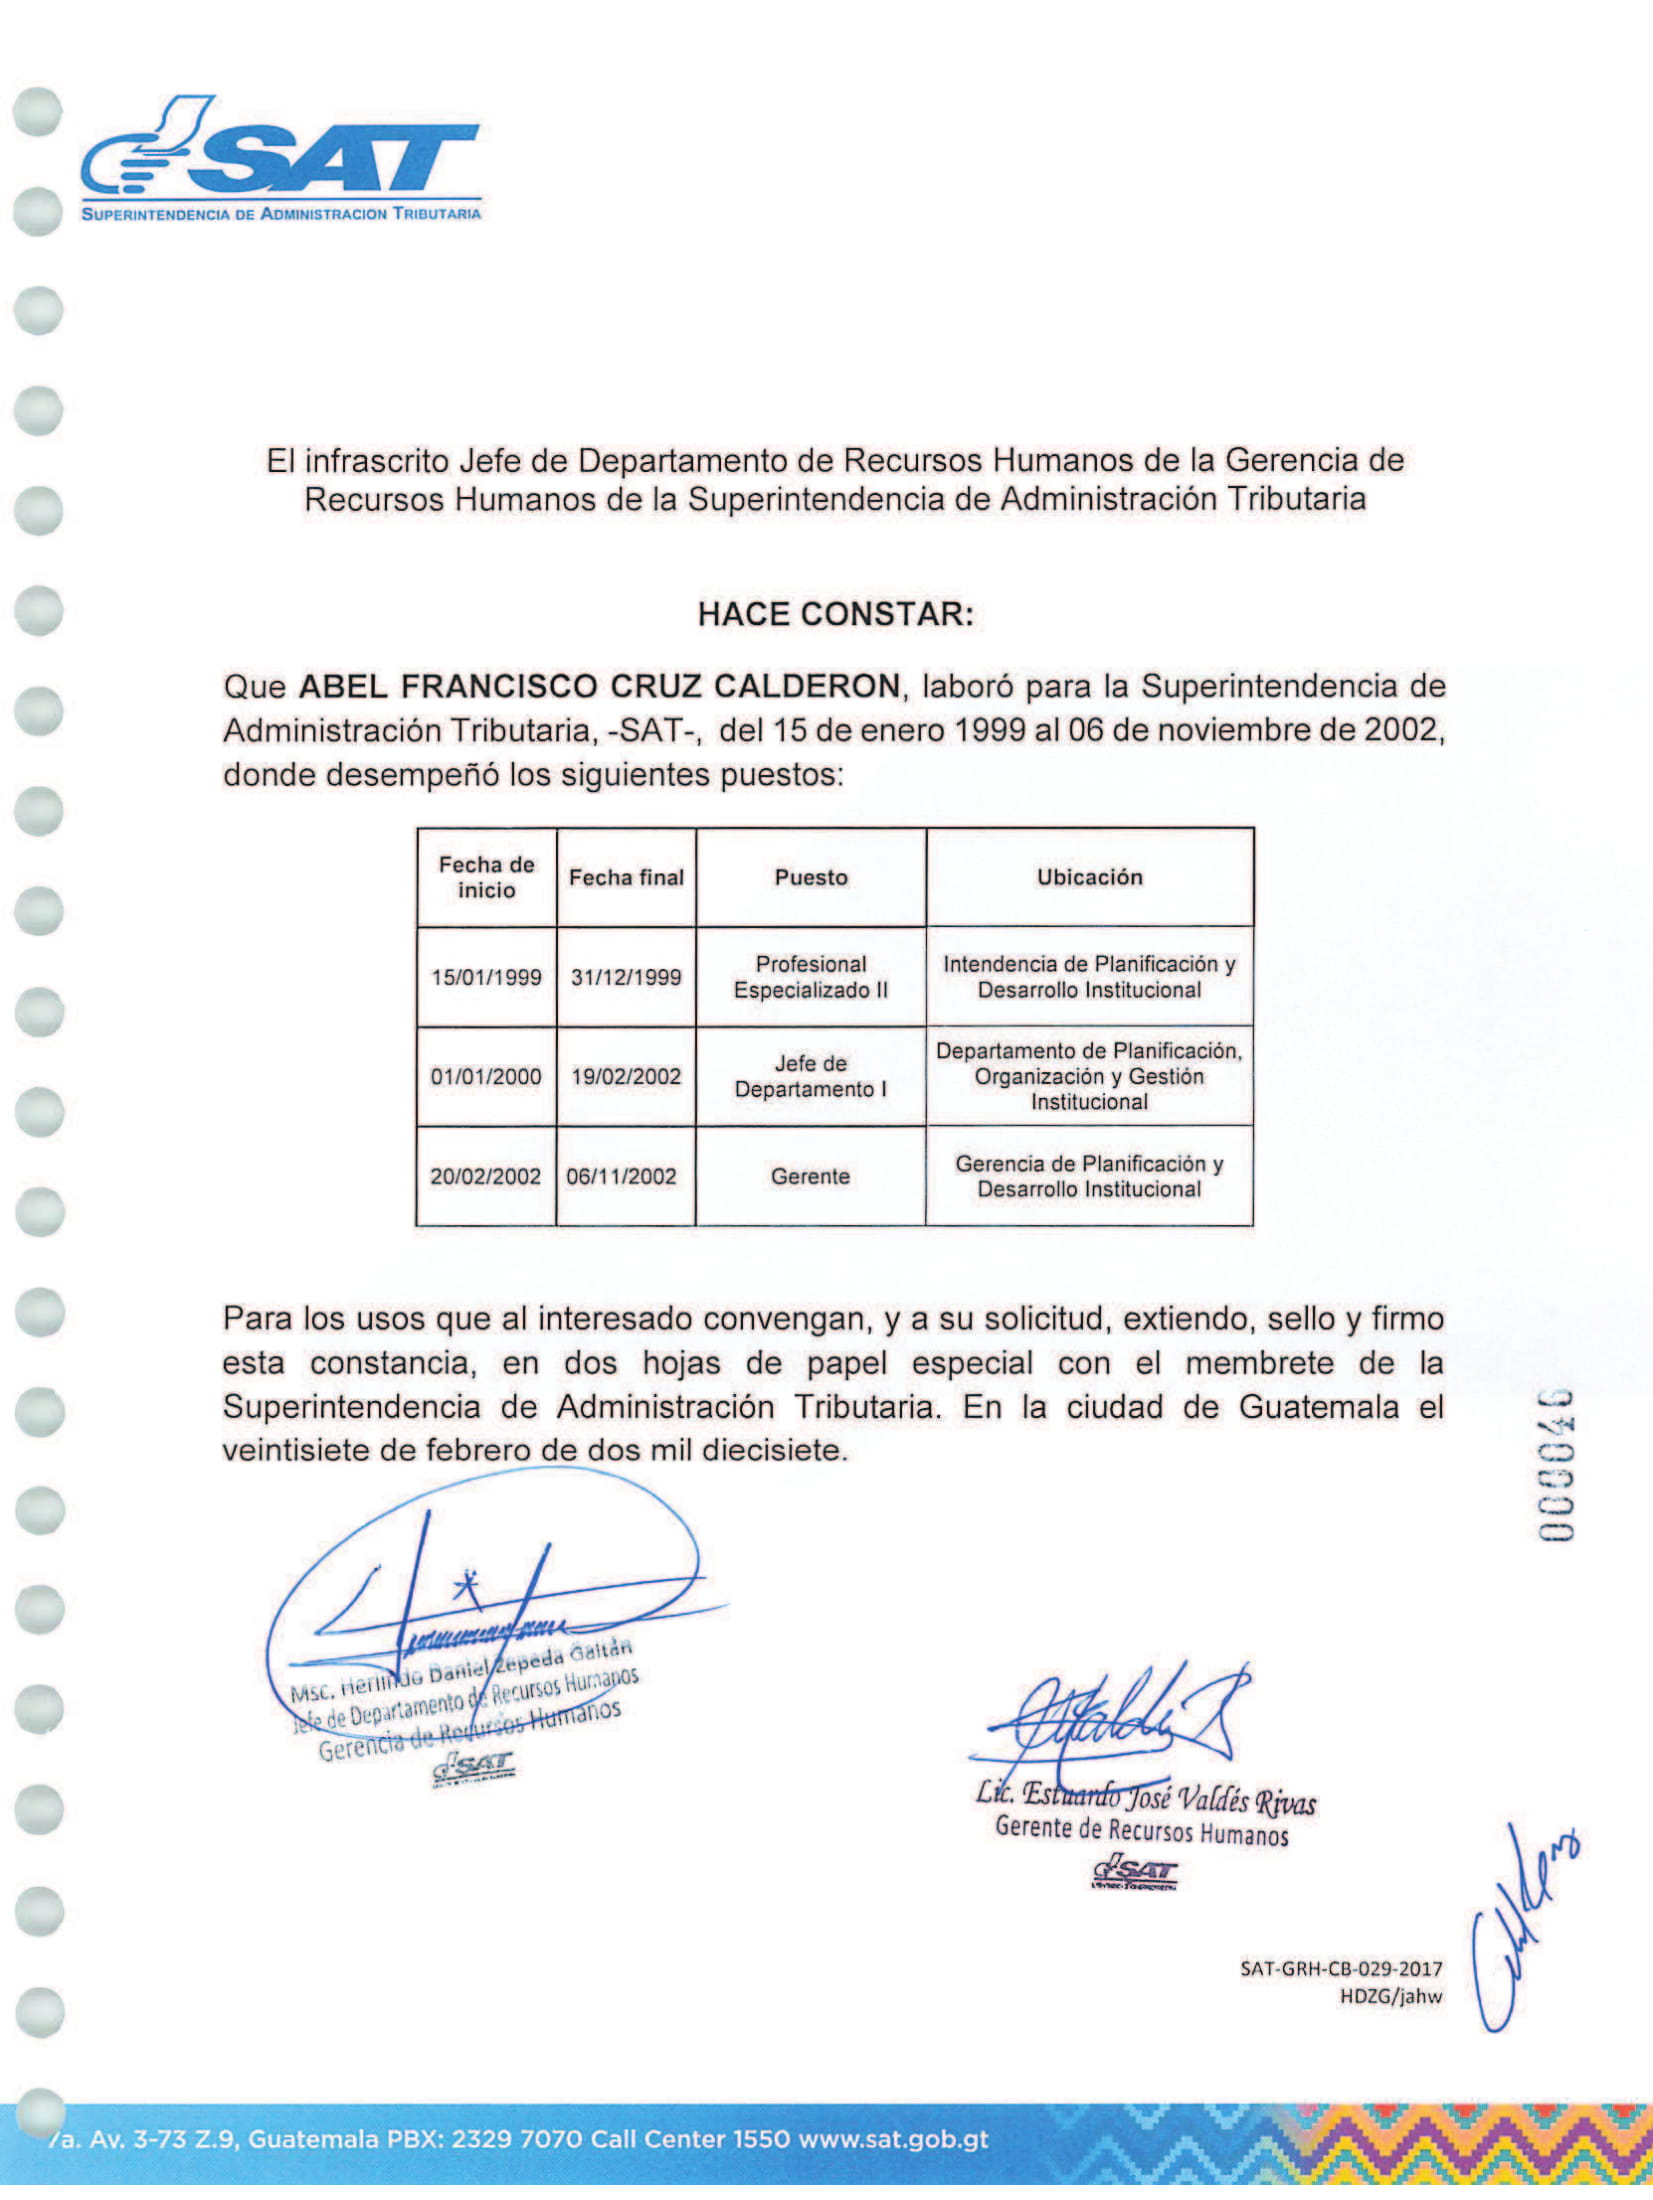 SAT
SUPERINTENDENCIA DE ADMINISTRACION TRIBUTARIA
El infrascrito Jefe de Departamento de Recursos Humanos de la Gerencia de
Recursos Humanos de la Superintendencia de Administración Tributaria
HACE CONSTAR:
Que ABEL FRANCISCO CRUZ CALDERON, laboró para la Superintendencia de
Administración Tributaria, -SAT-, del 15 de enero 1999 al 06 de noviembre de 2002,
donde desempeñó los siguientes puestos:
Fecha de inicio Fecha final Puesto Ubicación
15/01/1999 31/12/1999 Profesional Especializado II Intendencia de Planificación y Desarrollo Institucional
01/01/2000 19/02/2002 Jefe de Departamento I Departamento de Planificación, Organización y Gestión Institucional
20/02/2002 06/11/2002 Gerente Gerencia de Planificación y Desarrollo Institucional
Para los usos que al interesado convengan, y a su solicitud, extiendo, sello y firmo
esta constancia, en dos hojas de papel especial con el membrete de la
Superintendencia de Administración Tributaria. En la ciudad de Guatemala el
veintisiete de febrero de dos mil diecisiete.
000046
Msc. Herlindo Daniel Zepeda Gaitán
Jefe de Departamento de Recursos Humanos
Gerencia de Recursos Humanos
SAT
Lic. Estuardo José Valdés Rivas
Gerente de Recursos Humanos
SAT
SAT-GRH-CB-029-2017
HDZG/jahw
7a. Av. 3-73 Z.9, Guatemala PBX: 2329 7070 Call Center 1550 www.sat.gob.gt